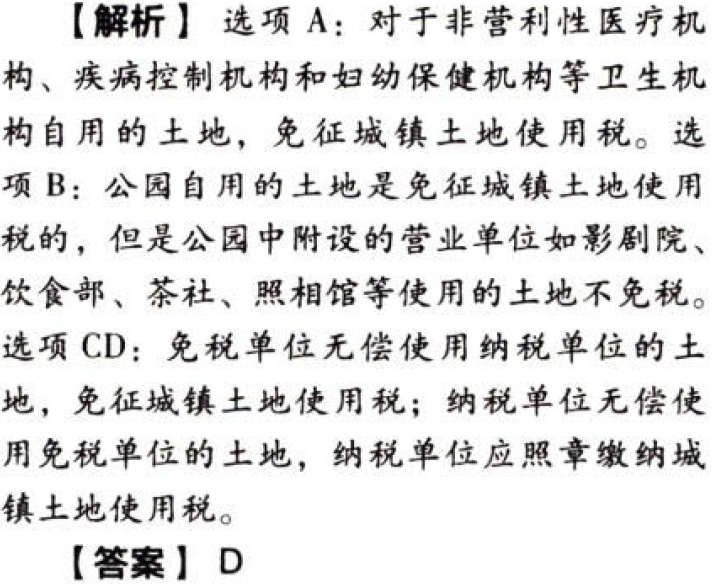 【解析】 选项 A：对于非营利性医疗机
构、疾病控制机构和妇幼保健机构等卫生机
构自用的土地，免征城镇土地使用税。选
项 B：公园自用的土地是免征城镇土地使用
税的，但是公园中附设的营业单位如影剧院、
饮食部、茶社、照相馆等使用的土地不免税。
选项 CD：免税单位无偿使用纳税单位的土
地，免征城镇土地使用税；纳税单位无偿使
用免税单位的土地，纳税单位应照章缴纳城
镇土地使用税。
【答案】 D